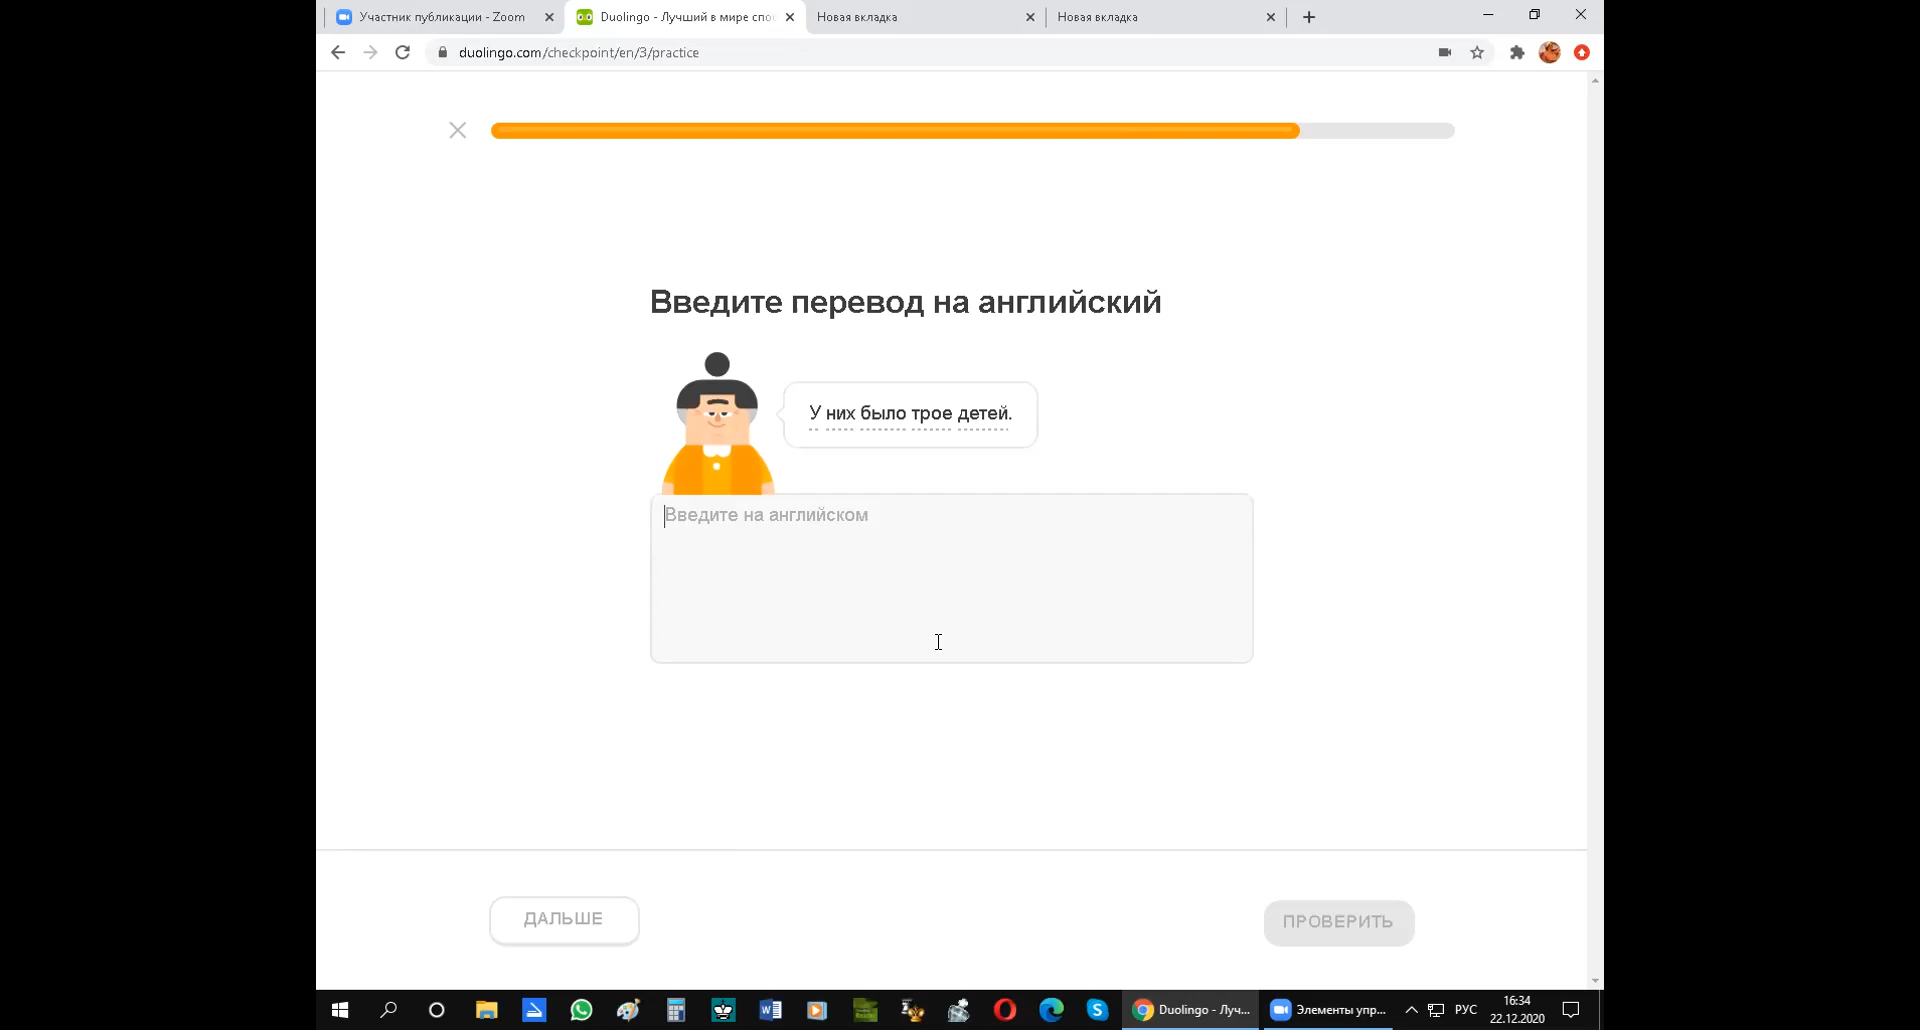 Участник публикации - Zoom
Duolingo - Лучший в мире спо
Новая вкладка
Новая вкладка
duolingo.com/checkpoint/en/3/practice
Введите перевод на английский
У них было трое детей.
Введите на английском
ДАЛЬШЕ
ПРОВЕРИТЬ
Duolingo - Луч...
Элементы упр...
РУС
16:34
22.12.2020